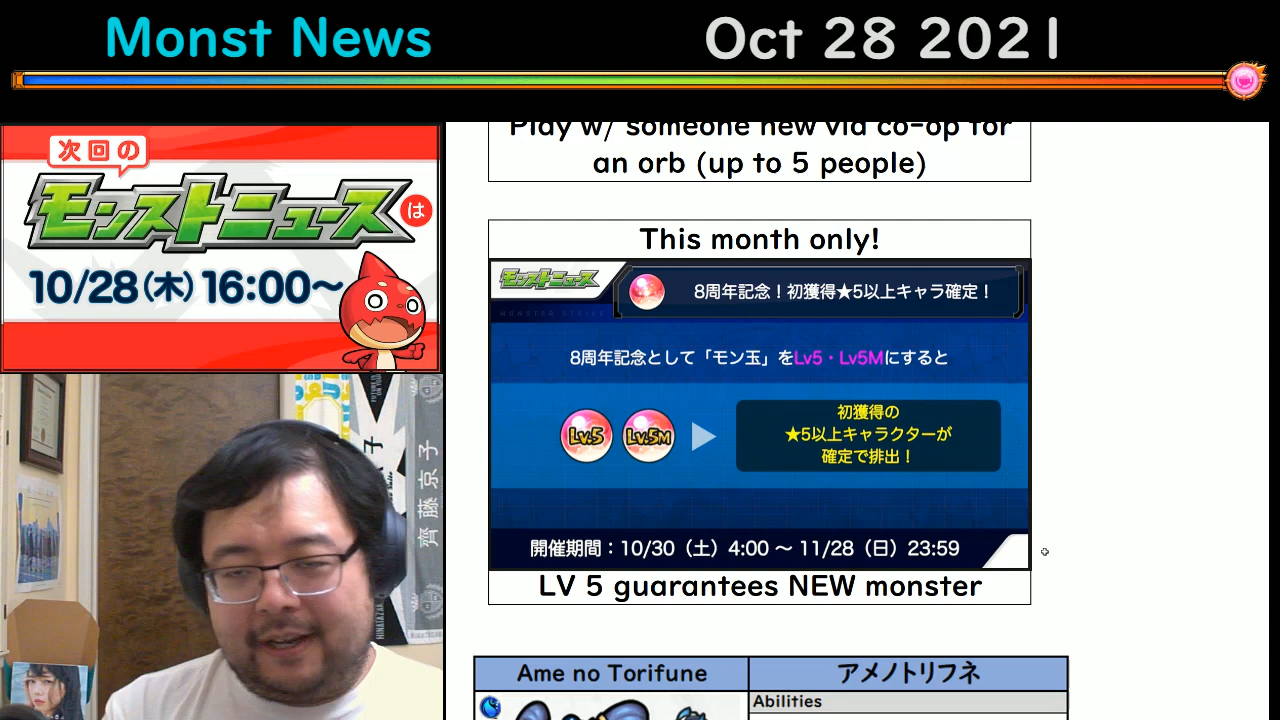 Monst News
Oct 28 2021
次回の
モンストニュースは
10/28(木)16:00〜
齊藤京子
Play w/ someone new via co-op for
an orb (up to 5 people)
This month only!
モンストニュース
MONSTER STRIKE
8周年記念！初獲得★5以上キャラ確定！
8周年記念として「モン玉」をLv5・Lv5Mにすると
Lv.5
Lv.5M
初獲得の
★5以上キャラクターが
確定で排出！
開催期間：10/30（土）4:00 〜 11/28（日）23:59
LV 5 guarantees NEW monster
Ame no Torifune
アメノトリフネ
Abilities